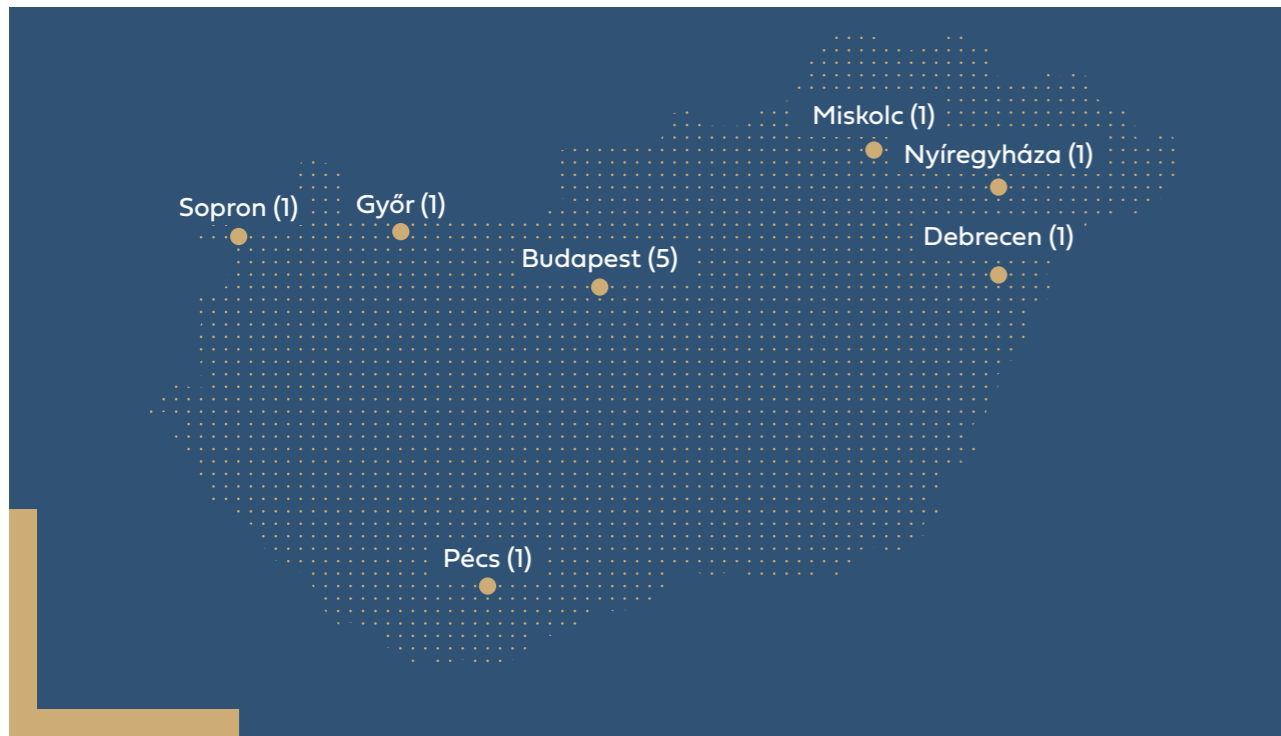 Miskolc (1)
Nyíregyháza (1)
Sopron (1)
Győr (1)
Debrecen (1)
Budapest (5)
Pécs (1)